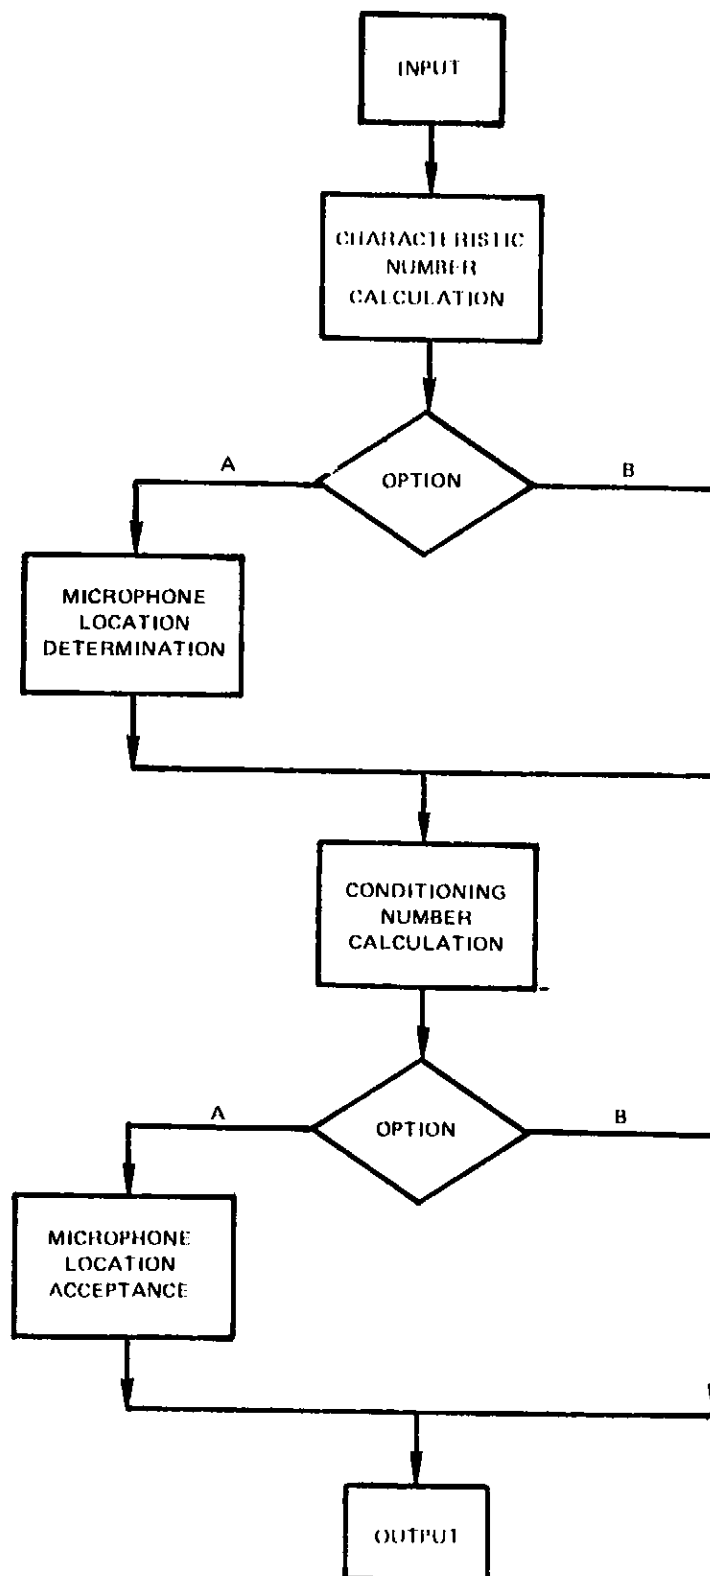 INPUT
CHARACTERISTIC
NUMBER
CALCULATION
OPTION
A
B
MICROPHONE
LOCATION
DETERMINATION
CONDITIONING
NUMBER
CALCULATION
OPTION
A
B
MICROPHONE
LOCATION
ACCEPTANCE
OUTPUT